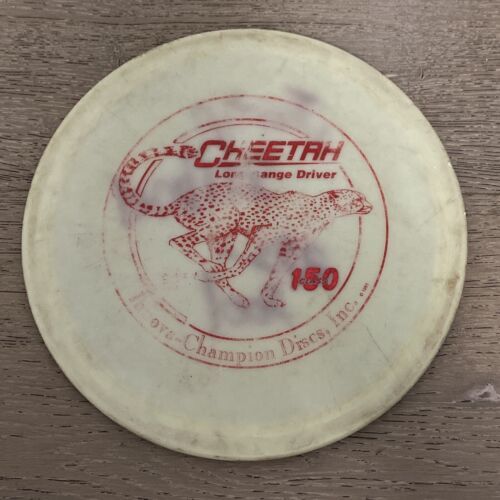 CHEETAH
Long Range Driver
150
Innova-Champion Discs, Inc.